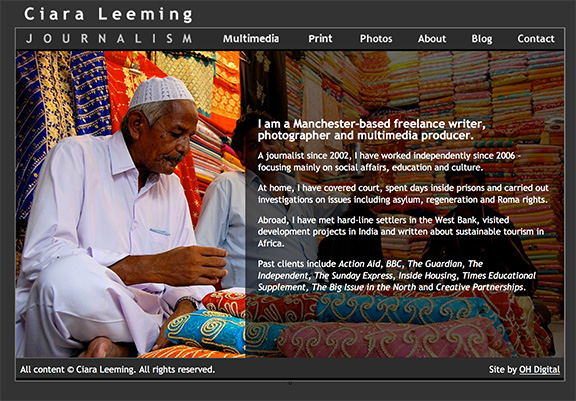 Ciara Leeming
JOURNALISM
Multimedia Print Photos About Blog Contact
I am a Manchester-based freelance writer,
photographer and multimedia producer.
A journalist since 2002, I have worked independently since 2006 -
focusing mainly on social affairs, education and culture.
At home, I have covered court, spent days inside prisons and carried out
investigations on issues including asylum, regeneration and Roma rights.
Abroad, I have met hard-line settlers in the West Bank, visited
development projects in India and written about sustainable tourism in
Africa.
Past clients include Action Aid, BBC, The Guardian, The
Independent, The Sunday Express, Inside Housing, Times Educational
Supplement, The Big Issue in the North and Creative Partnerships.
All content © Ciara Leeming. All rights reserved.
Site by OH Digital